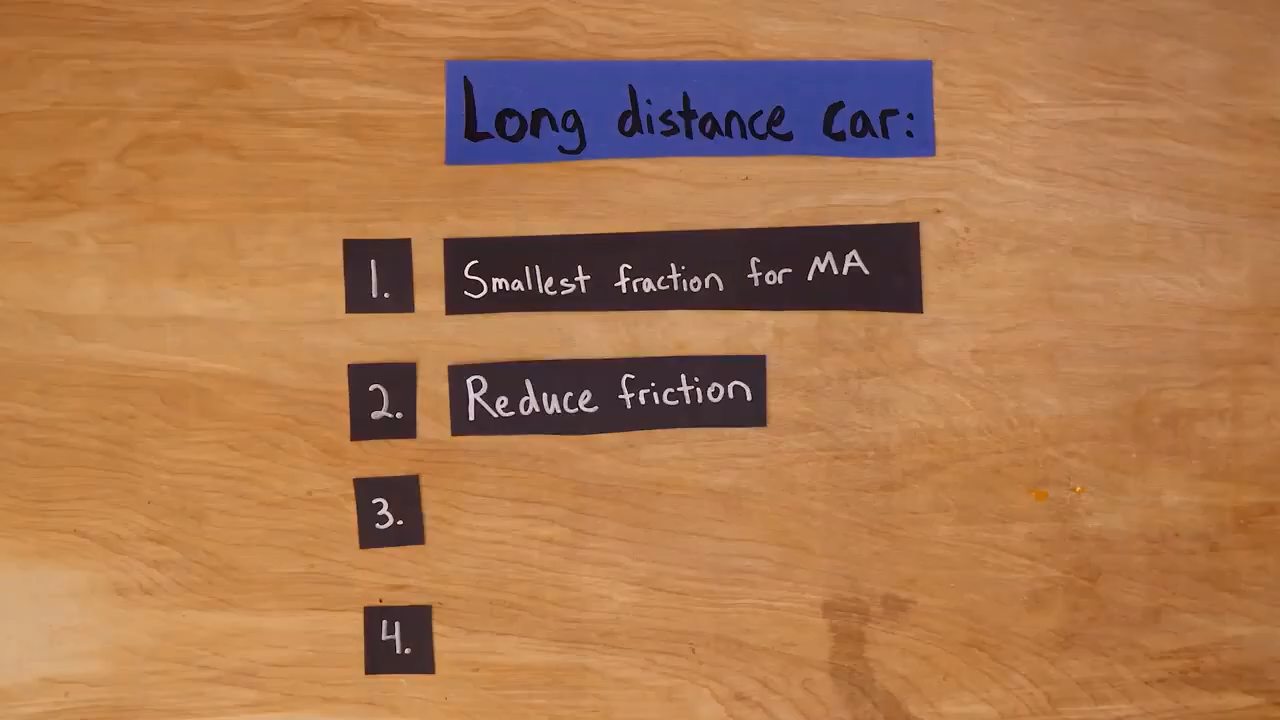 Long distance car:
1. Smallest fraction for MA
2. Reduce friction
3.
4.